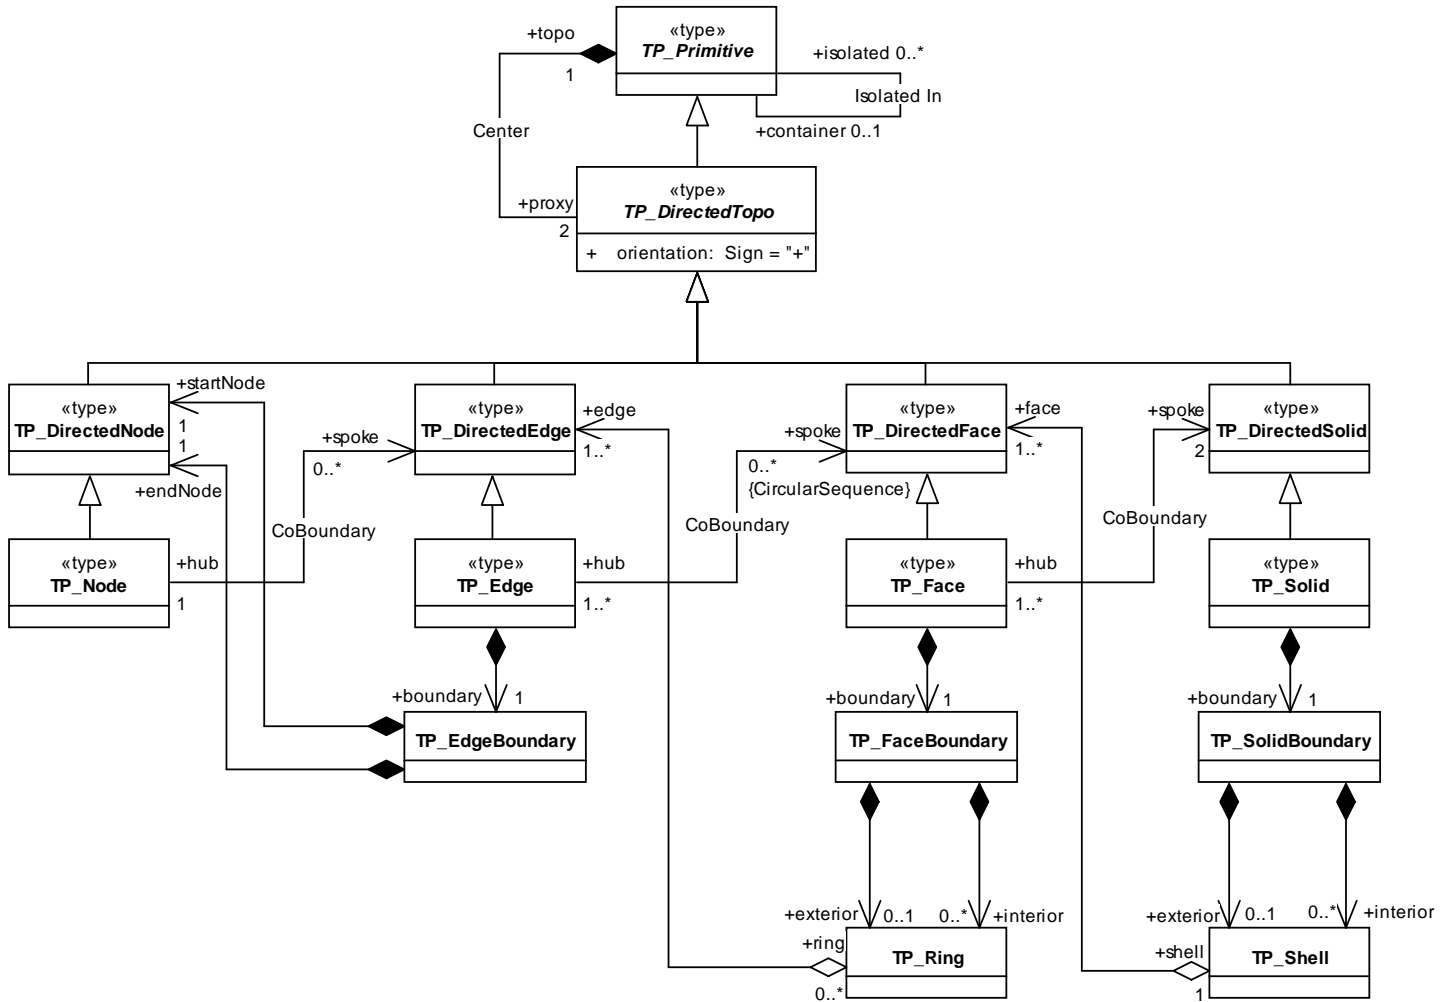 «type»
TP_Primitive
+topo
1
+isolated 0..*
Isolated In
+container 0..1
Center
«type»
TP_DirectedTopo
+ orientation: Sign = "+"
+proxy
2
«type»
TP_DirectedNode
+startNode
1
1
+endNode
«type»
TP_DirectedEdge
+spoke
0..*
+edge
1..*
«type»
TP_DirectedFace
+spoke
0..*
{CircularSequence}
+face
1..*
«type»
TP_DirectedSolid
+spoke
2
CoBoundary
CoBoundary
CoBoundary
«type»
TP_Node
+hub
1
«type»
TP_Edge
+hub
1..*
«type»
TP_Face
+hub
1..*
«type»
TP_Solid
+boundary 1
TP_EdgeBoundary
+boundary 1
TP_FaceBoundary
+boundary 1
TP_SolidBoundary
+exterior 0..1
0..* +interior
+ring
0..*
TP_Ring
+exterior 0..1
0..* +interior
+shell
1
TP_Shell